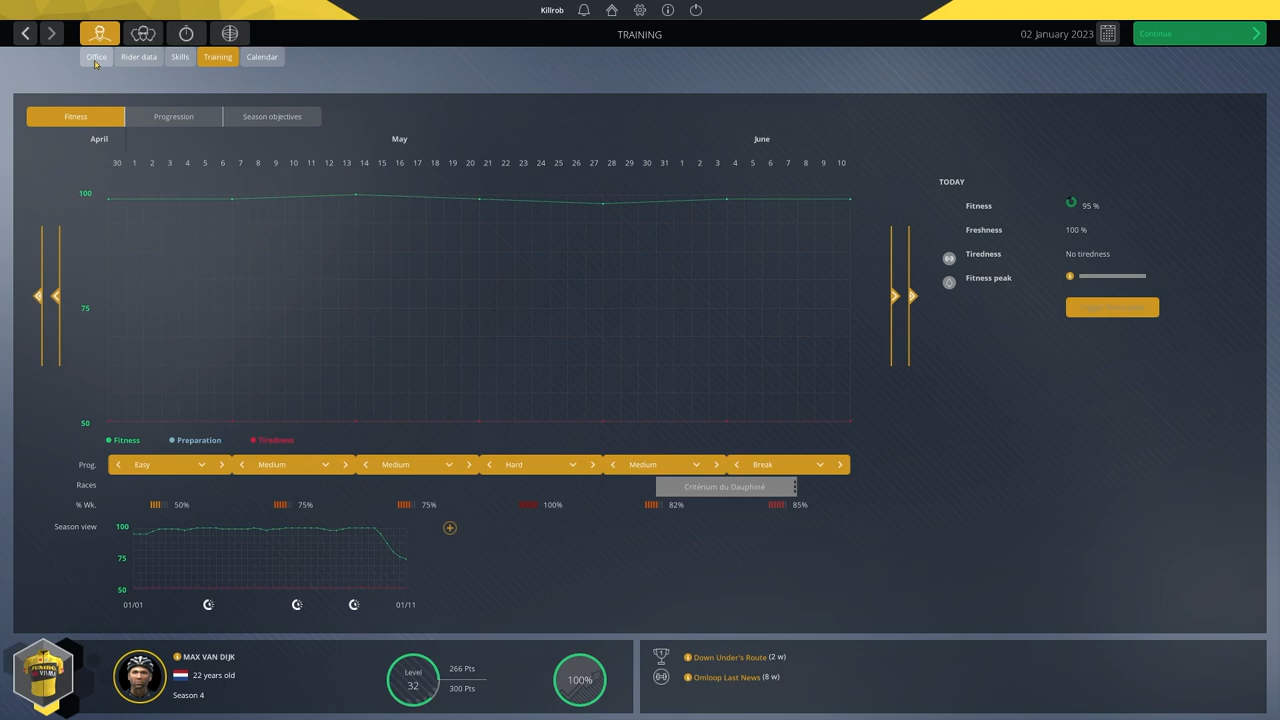 Killrob
TRAINING
02 January 2023
Continue
Office Rider data Skills Training Calendar
Fitness Progression Season objectives
April May June
30 1 2 3 4 5 6 7 8 9 10 11 12 13 14 15 16 17 18 19 20 21 22 23 24 25 26 27 28 29 30 31 1 2 3 4 5 6 7 8 9 10
100
75
50
TODAY
Fitness 95 %
Freshness 100 %
Tiredness No tiredness
Fitness peak
Fitness Preparation Tiredness
Prog. Easy Medium Medium Hard Medium Break
Races Critérium du Dauphiné
% Wk. 50% 75% 75% 100% 82% 85%
Season view 100
75
50
01/01 01/11
MAX VAN DIJK
22 years old
Season 4
Level
32
266 Pts
300 Pts
100%
Down Under's Route (2 w)
Omloop Last News (8 w)